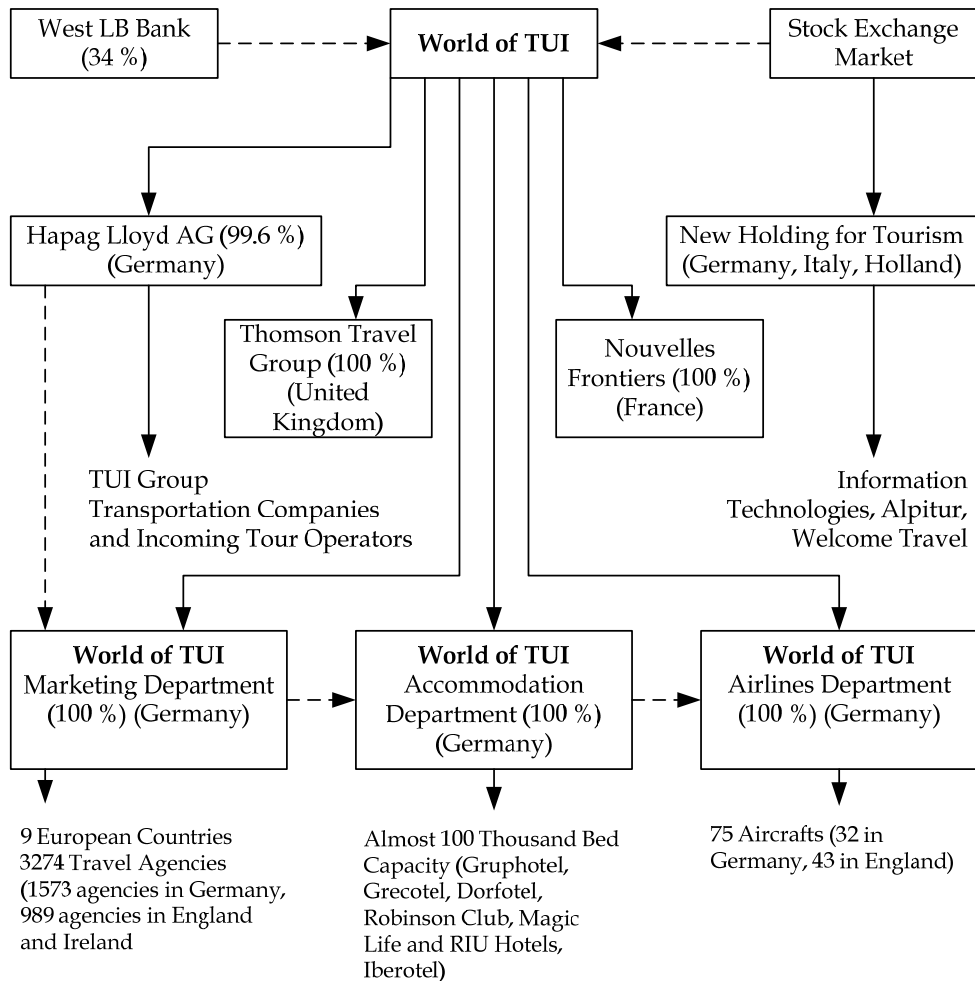 West LB Bank
(34 %)
World of TUI
Stock Exchange
Market
Hapag Lloyd AG (99.6 %)
(Germany)
New Holding for Tourism
(Germany, Italy, Holland)
Thomson Travel
Group (100 %)
(United
Kingdom)
Nouvelles
Frontiers (100 %)
(France)
TUI Group
Transportation Companies
and Incoming Tour Operators
Information
Technologies, Alpitur,
Welcome Travel
World of TUI
Marketing Department
(100 %) (Germany)
World of TUI
Accommodation
Department (100 %)
(Germany)
World of TUI
Airlines Department
(100 %) (Germany)
9 European Countries
3274 Travel Agencies
(1573 agencies in Germany,
989 agencies in England
and Ireland
Almost 100 Thousand Bed
Capacity (Gruphotel,
Grecotel, Dorfotel,
Robinson Club, Magic
Life and RIU Hotels,
Iberotel)
75 Aircrafts (32 in
Germany, 43 in England)